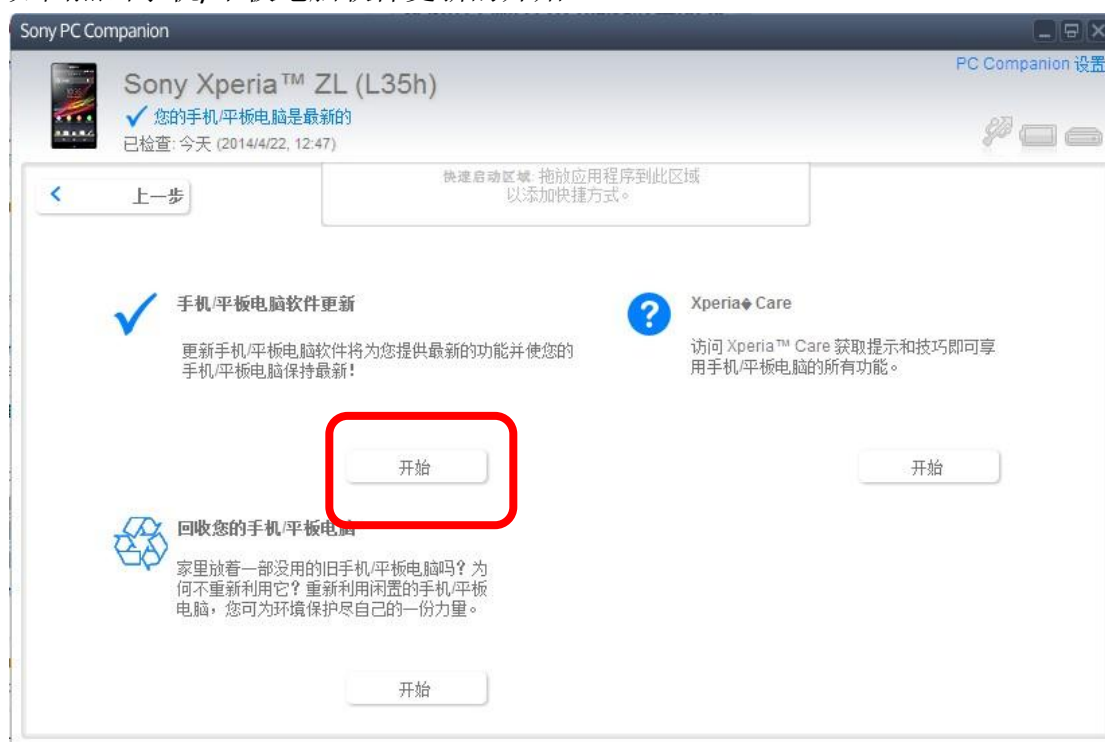 Sony PC Companion
PC Companion 设置
Sony Xperia™ ZL (L35h)
您的手机/平板电脑是最新的
已检查: 今天 (2014/4/22, 12:47)
上一步
快速启动区域: 拖放应用程序到此区域
以添加快捷方式。
手机/平板电脑软件更新
更新手机/平板电脑软件将为您提供最新的功能并使您的
手机/平板电脑保持最新!
开始
Xperia Care
访问 Xperia™ Care 获取提示和技巧即可享
用手机/平板电脑的所有功能。
开始
回收您的手机/平板电脑
家里放着一部没用的旧手机/平板电脑吗? 为
何不重新利用它? 重新利用闲置的手机/平板
电脑，您可为环境保护尽自己的一份力量。
开始